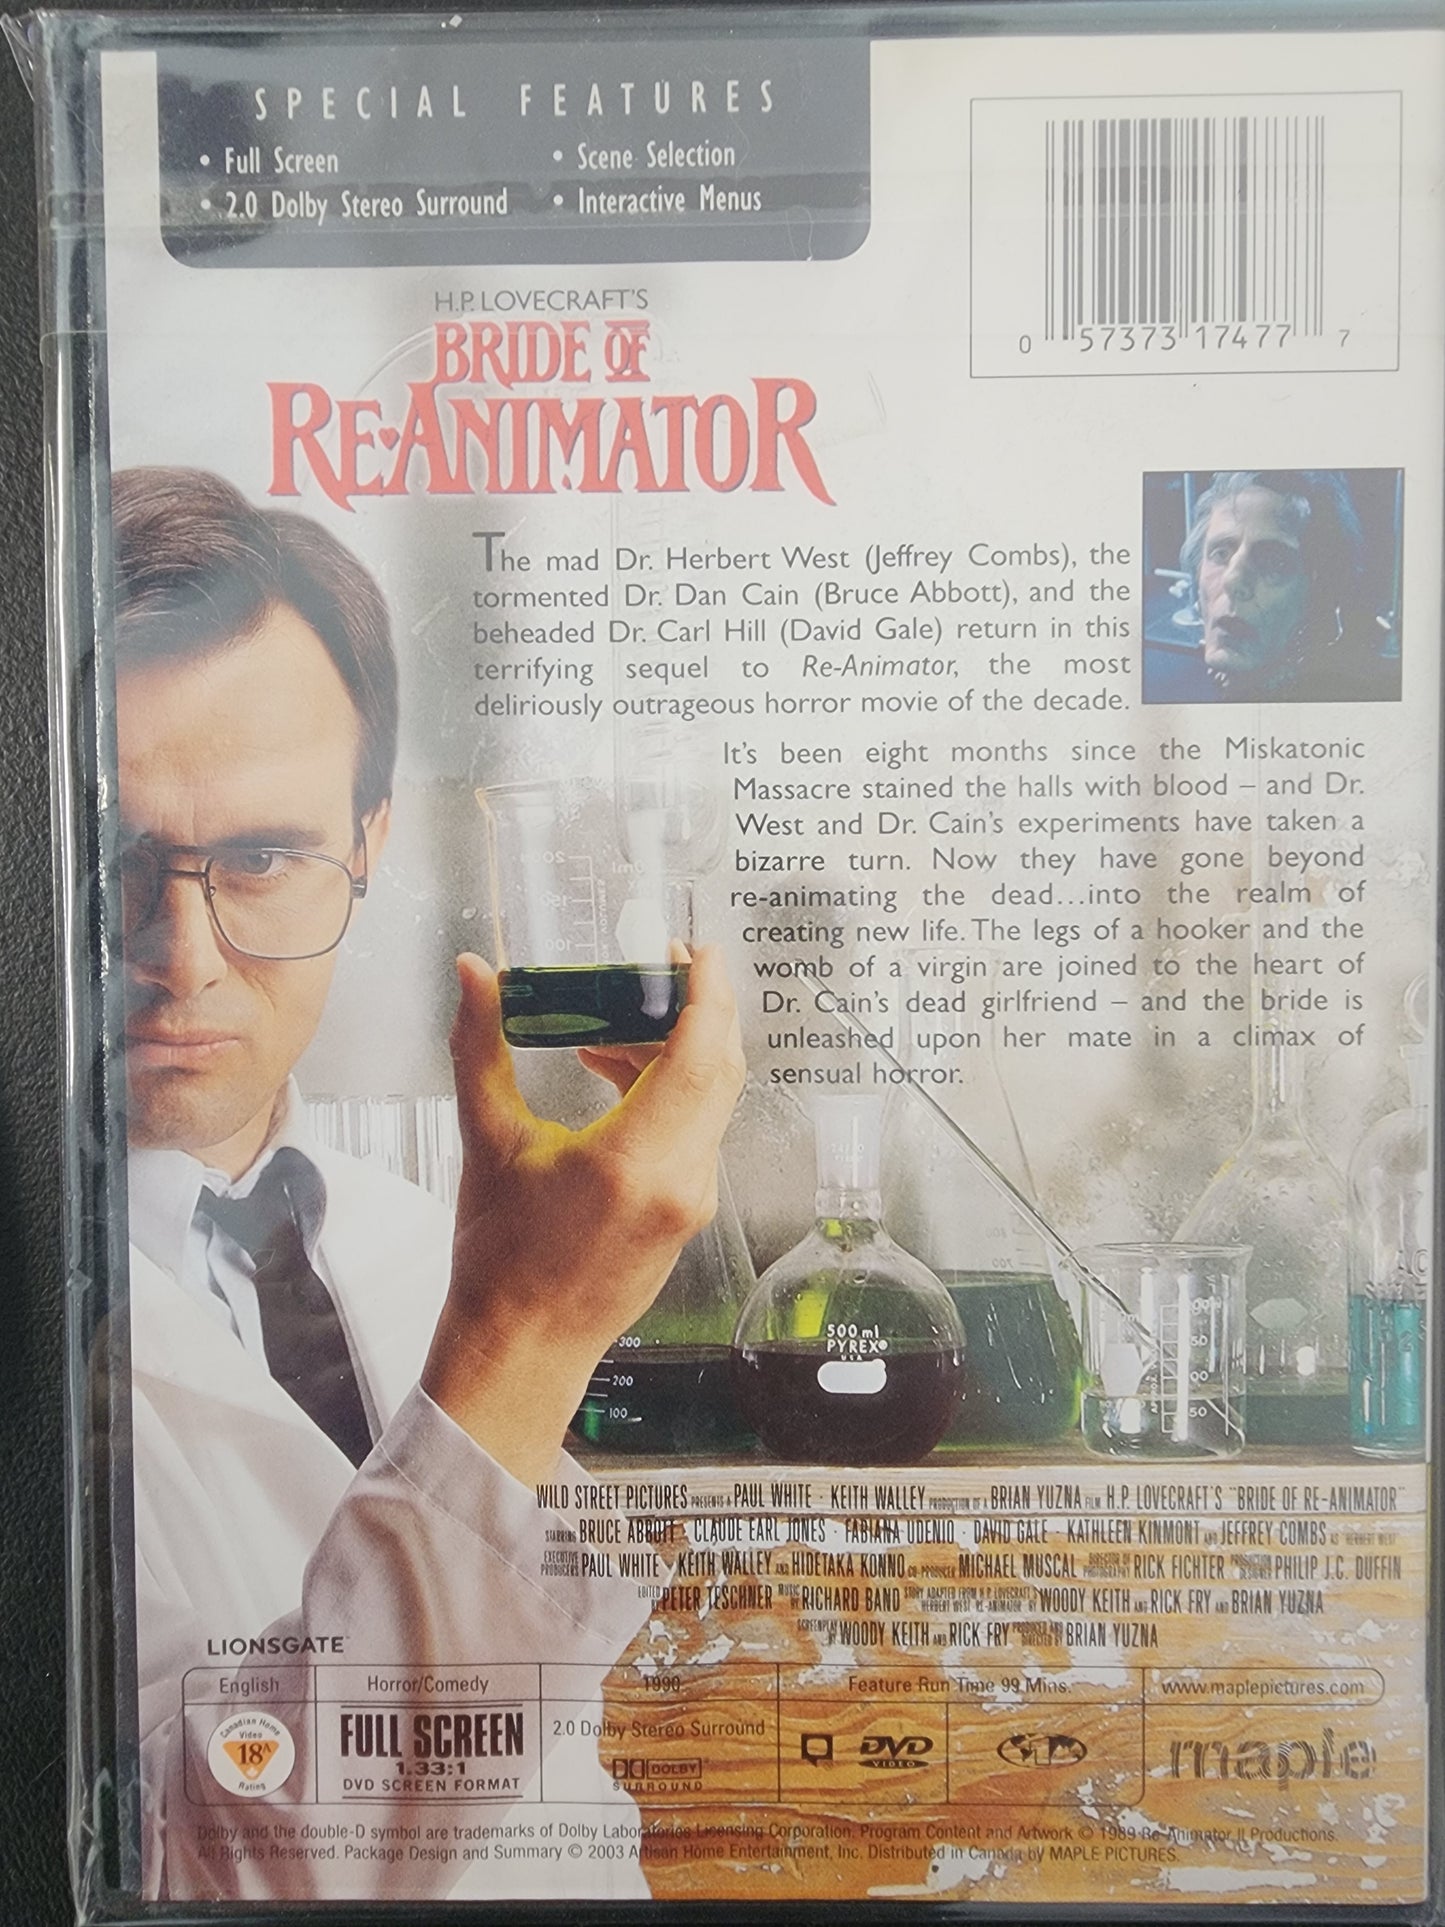 SPECIAL FEATURES
• Full Screen
• 2.0 Dolby Stereo Surround
• Scene Selection
• Interactive Menus
0 57373 17477 7
H.P. LOVECRAFT'S
BRIDE OF
RE-ANIMATOR
The mad Dr. Herbert West (Jeffrey Combs), the
tormented Dr. Dan Cain (Bruce Abbott), and the
beheaded Dr. Carl Hill (David Gale) return in this
terrifying sequel to Re-Animator, the most
deliriously outrageous horror movie of the decade.
It's been eight months since the Miskatonic
Massacre stained the halls with blood – and Dr.
West and Dr. Cain's experiments have taken a
bizarre turn. Now they have gone beyond
re-animating the dead...into the realm of
creating new life. The legs of a hooker and the
womb of a virgin are joined to the heart of
Dr. Cain's dead girlfriend – and the bride is
unleashed upon her mate in a climax of
sensual horror.
200
150
100
500 ml
PYREX®
USA
300
200
100
WILD STREET PICTURES PRESENTS A PAUL WHITE · KEITH WALLEY PRODUCTION OF A BRIAN YUZNA FILM H.P. LOVECRAFT'S "BRIDE OF RE-ANIMATOR"
STARRING BRUCE ABBOTT · CLAUDE EARL JONES · FABIANA UDENIO · DAVID GALE · KATHLEEN KINMONT AND JEFFREY COMBS AS HERBERT WEST
EXECUTIVE PRODUCERS PAUL WHITE · KEITH WALLEY AND HIDETAKA KONNO CO-PRODUCER MICHAEL MUSCAL DIRECTOR OF PHOTOGRAPHY RICK FICHTER PRODUCTION DESIGNER PHILIP J.C. DUFFIN
EDITED BY PETER TESCHNER MUSIC BY RICHARD BAND STORY ADAPTED FROM H.P. LOVECRAFT'S HERBERT WEST RE-ANIMATOR BY WOODY KEITH AND RICK FRY AND BRIAN YUZNA
SCREENPLAY BY WOODY KEITH AND RICK FRY PRODUCED AND DIRECTED BY BRIAN YUZNA
LIONSGATE
English
Horror/Comedy
1990
Feature Run Time 99 Mins.
www.maplepictures.com
Canadian Home
Video
18A
Rating
FULL SCREEN
1.33:1
DVD SCREEN FORMAT
2.0 Dolby Stereo Surround
DOLBY
SURROUND
DVD
VIDEO
1
maple
Dolby and the double-D symbol are trademarks of Dolby Laboratories Licensing Corporation. Program Content and Artwork © 1989 Re-Animator II Productions.
All Rights Reserved. Package Design and Summary © 2003 Artisan Home Entertainment, Inc. Distributed in Canada by MAPLE PICTURES.